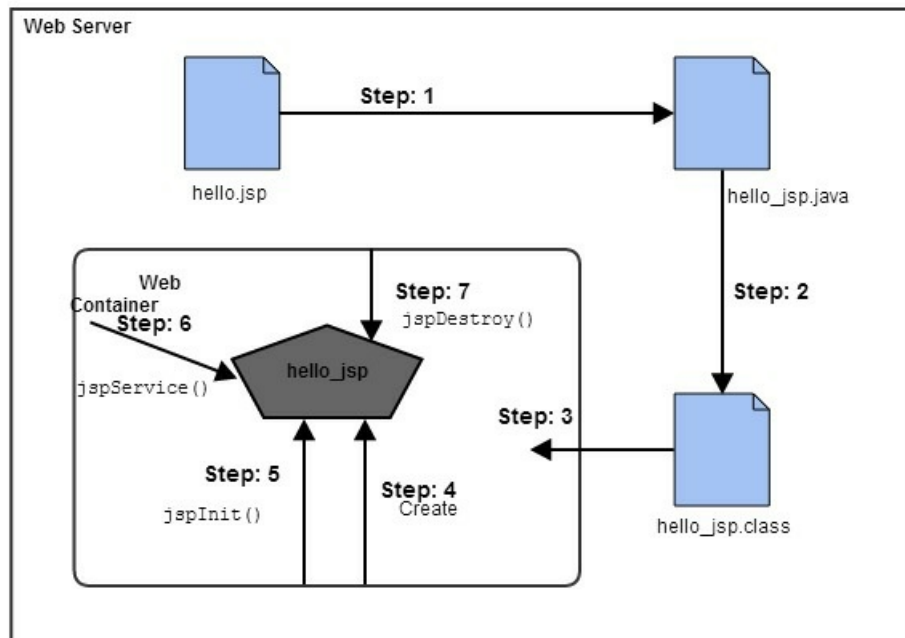 Web Server
Step: 1
hello.jsp
hello_jsp.java
Web
Container
Step: 7
jspDestroy()
Step: 2
Step: 6
hello_jsp
jspService()
Step: 3
Step: 5
jspInit()
Step: 4
Create
hello_jsp.class